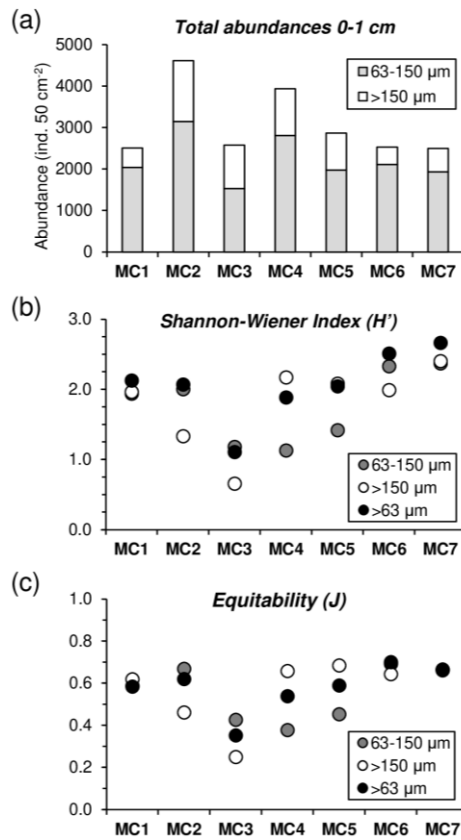 (a)
Total abundances 0-1 cm
Abundance (ind. 50 cm⁻²)
5000
4000
3000
2000
1000
0
63-150 µm
>150 µm
MC1 MC2 MC3 MC4 MC5 MC6 MC7
(b)
Shannon-Wiener Index (H')
3.0
2.0
1.0
0.0
63-150 µm
>150 µm
>63 µm
MC1 MC2 MC3 MC4 MC5 MC6 MC7
(c)
Equitability (J)
1.0
0.8
0.6
0.4
0.2
0.0
63-150 µm
>150 µm
>63 µm
MC1 MC2 MC3 MC4 MC5 MC6 MC7